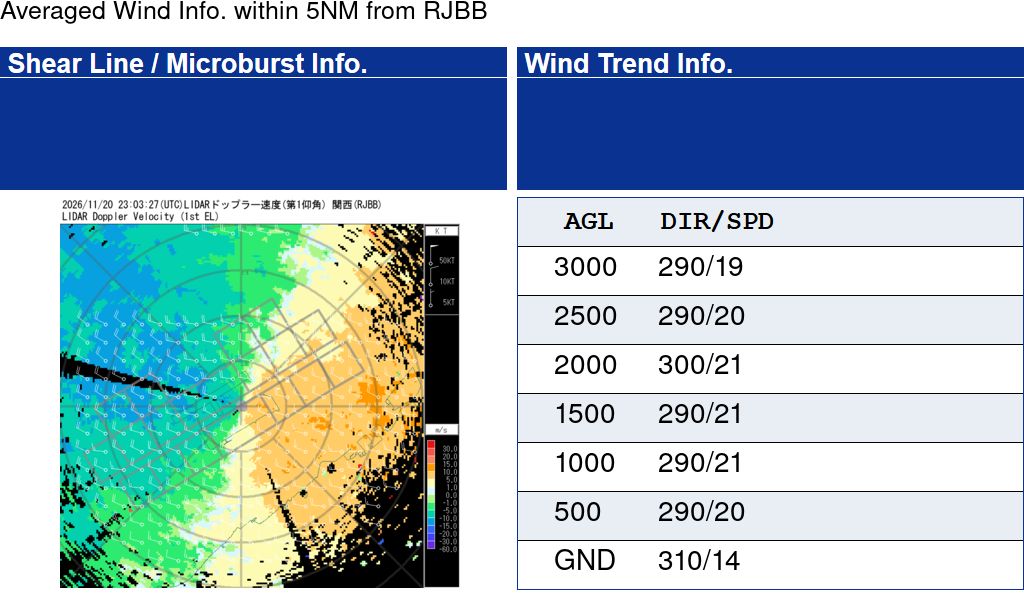 Averaged Wind Info. within 5NM from RJBB
Shear Line / Microburst Info.
Wind Trend Info.
2026/11/20 23:03:27(UTC)LIDARドップラー速度(第1仰角) 関西(RJBB)
LIDAR Doppler Velocity (1st EL)
KT
50KT
10KT
5KT
m/s
30.0
20.0
15.0
10.0
5.0
1.0
0.0
-1.0
-5.0
-10.0
-15.0
-20.0
-30.0
-60.0
AGL DIR/SPD
3000 290/19
2500 290/20
2000 300/21
1500 290/21
1000 290/21
500 290/20
GND 310/14